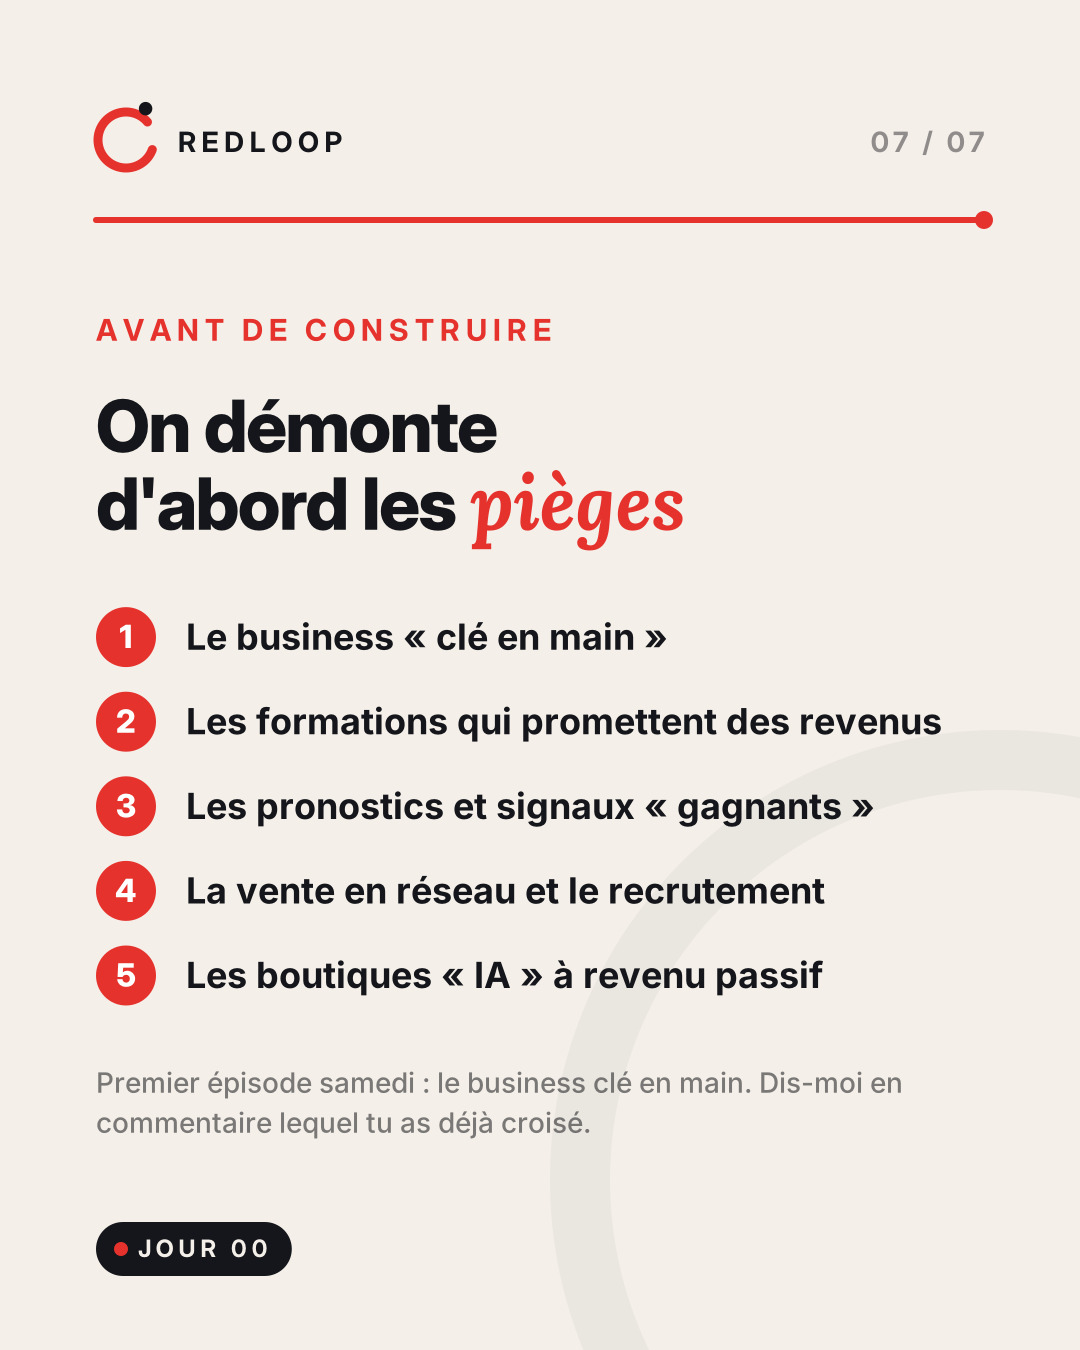 REDLOOP
07 / 07
AVANT DE CONSTRUIRE
On démonte
d'abord les pièges
1 Le business « clé en main »
2 Les formations qui promettent des revenus
3 Les pronostics et signaux « gagnants »
4 La vente en réseau et le recrutement
5 Les boutiques « IA » à revenu passif
Premier épisode samedi : le business clé en main. Dis-moi en
commentaire lequel tu as déjà croisé.
JOUR 00